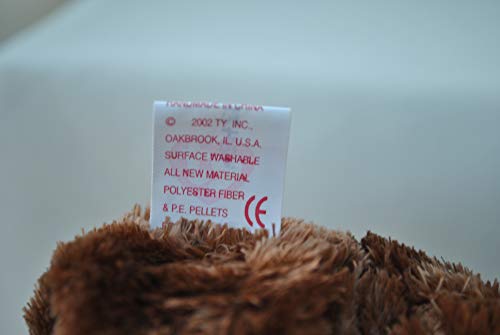 HANDMADE IN CHINA
© 2002 TY INC.,
OAKBROOK, IL. U.S.A.
SURFACE WASHABLE
ALL NEW MATERIAL
POLYESTER FIBER
& P.E. PELLETS CE